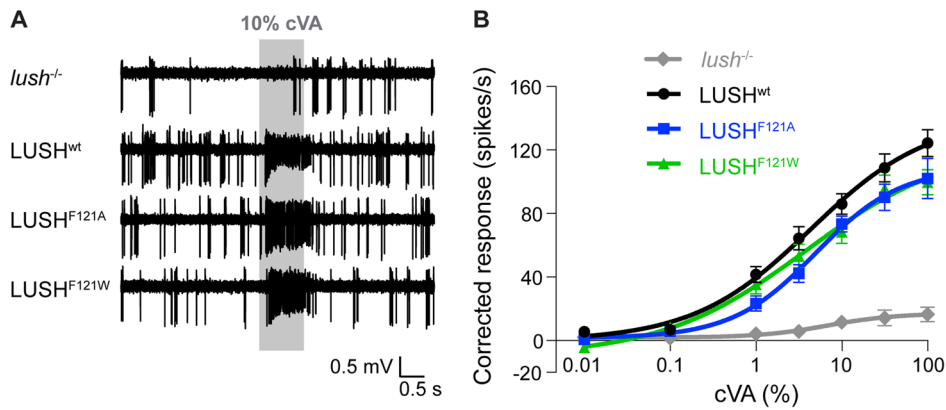 A
10% cVA
lush-/-
LUSHwt
LUSHF121A
LUSHF121W
0.5 mV
0.5 s
B
Corrected response (spikes/s)
160
120
80
40
0
-20
lush-/-
LUSHwt
LUSHF121A
LUSHF121W
0.01 0.1 1 10 100
cVA (%)